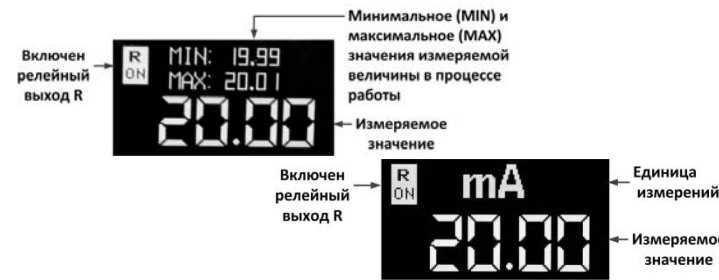 Минимальное (MIN) и
максимальное (MAX)
значения измеряемой
величины в процессе
работы
Включен
релейный
выход R
R
ON
MIN: 19.99
MAX: 20.01
20.00
Измеряемое
значение
Включен
релейный
выход R
R
ON
mA
20.00
Единица
измерений
Измеряемое
значение